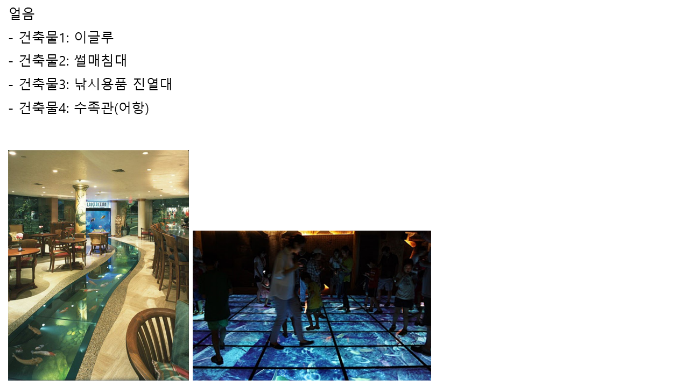 얼음
- 건축물1: 이글루
- 건축물2: 썰매침대
- 건축물3: 낚시용품 진열대
- 건축물4: 수족관(어항)